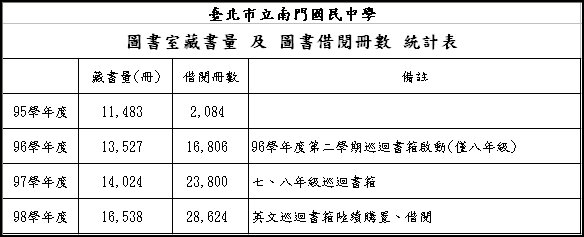 臺北市立南門國民中學
圖書室藏書量 及 圖書借閱冊數 統計表
藏書量(冊) 借閱冊數 備註
95學年度 11,483 2,084
96學年度 13,527 16,806 96學年度第二學期巡迴書箱啟動(僅八年級)
97學年度 14,024 23,800 七、八年級巡迴書箱
98學年度 16,538 28,624 英文巡迴書箱陸續購置、借閱